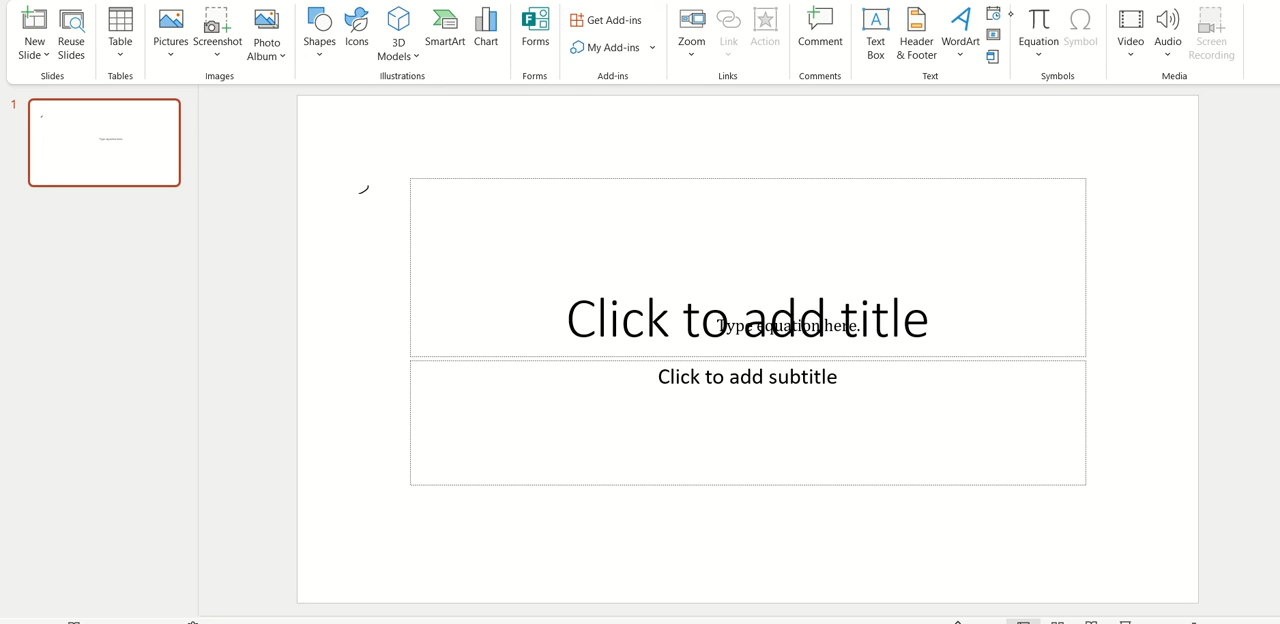 New
Slide
Reuse
Slides
Slides
Table
Tables
Pictures
Screenshot
Photo
Album
Images
Shapes
Icons
3D
Models
SmartArt
Chart
Illustrations
Forms
Forms
Get Add-ins
My Add-ins
Add-ins
Zoom
Link
Action
Links
Comment
Comments
Text
Box
Header
& Footer
WordArt
Text
Equation
Symbol
Symbols
Video
Audio
Screen
Recording
Media
1
Click to add title
Type equation here.
Click to add subtitle